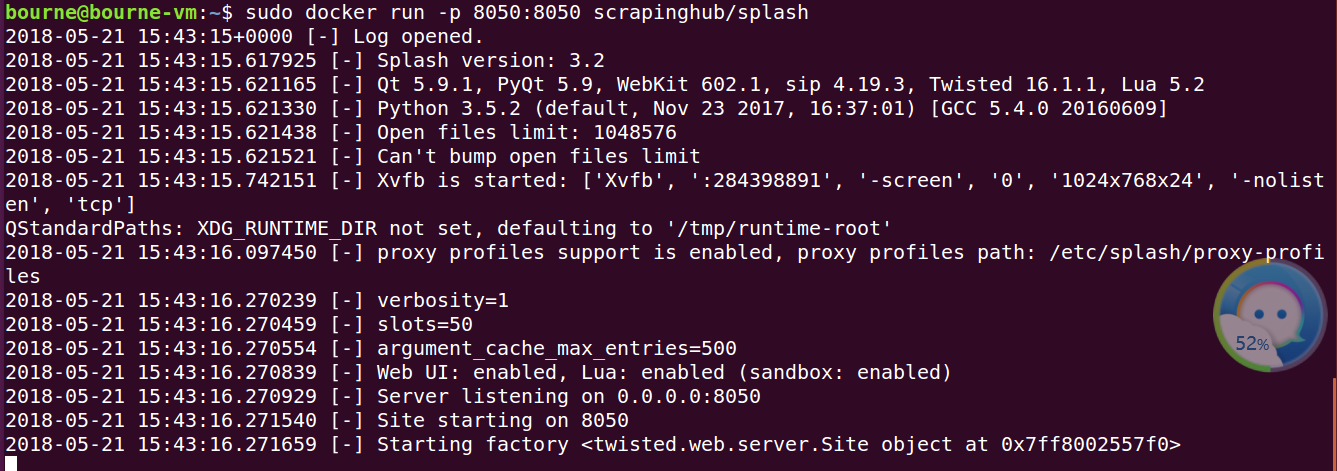 bourne@bourne-vm:~$ sudo docker run -p 8050:8050 scrapinghub/splash
2018-05-21 15:43:15+0000 [-] Log opened.
2018-05-21 15:43:15.617925 [-] Splash version: 3.2
2018-05-21 15:43:15.621165 [-] Qt 5.9.1, PyQt 5.9, WebKit 602.1, sip 4.19.3, Twisted 16.1.1, Lua 5.2
2018-05-21 15:43:15.621330 [-] Python 3.5.2 (default, Nov 23 2017, 16:37:01) [GCC 5.4.0 20160609]
2018-05-21 15:43:15.621438 [-] Open files limit: 1048576
2018-05-21 15:43:15.621521 [-] Can't bump open files limit
2018-05-21 15:43:15.742151 [-] Xvfb is started: ['Xvfb', ':284398891', '-screen', '0', '1024x768x24', '-nolist
en', 'tcp']
QStandardPaths: XDG_RUNTIME_DIR not set, defaulting to '/tmp/runtime-root'
2018-05-21 15:43:16.097450 [-] proxy profiles support is enabled, proxy profiles path: /etc/splash/proxy-profi
les
2018-05-21 15:43:16.270239 [-] verbosity=1
2018-05-21 15:43:16.270459 [-] slots=50
2018-05-21 15:43:16.270554 [-] argument_cache_max_entries=500
52%
2018-05-21 15:43:16.270839 [-] Web UI: enabled, Lua: enabled (sandbox: enabled)
2018-05-21 15:43:16.270929 [-] Server listening on 0.0.0.0:8050
2018-05-21 15:43:16.271540 [-] Site starting on 8050
2018-05-21 15:43:16.271659 [-] Starting factory <twisted.web.server.Site object at 0x7ff8002557f0>